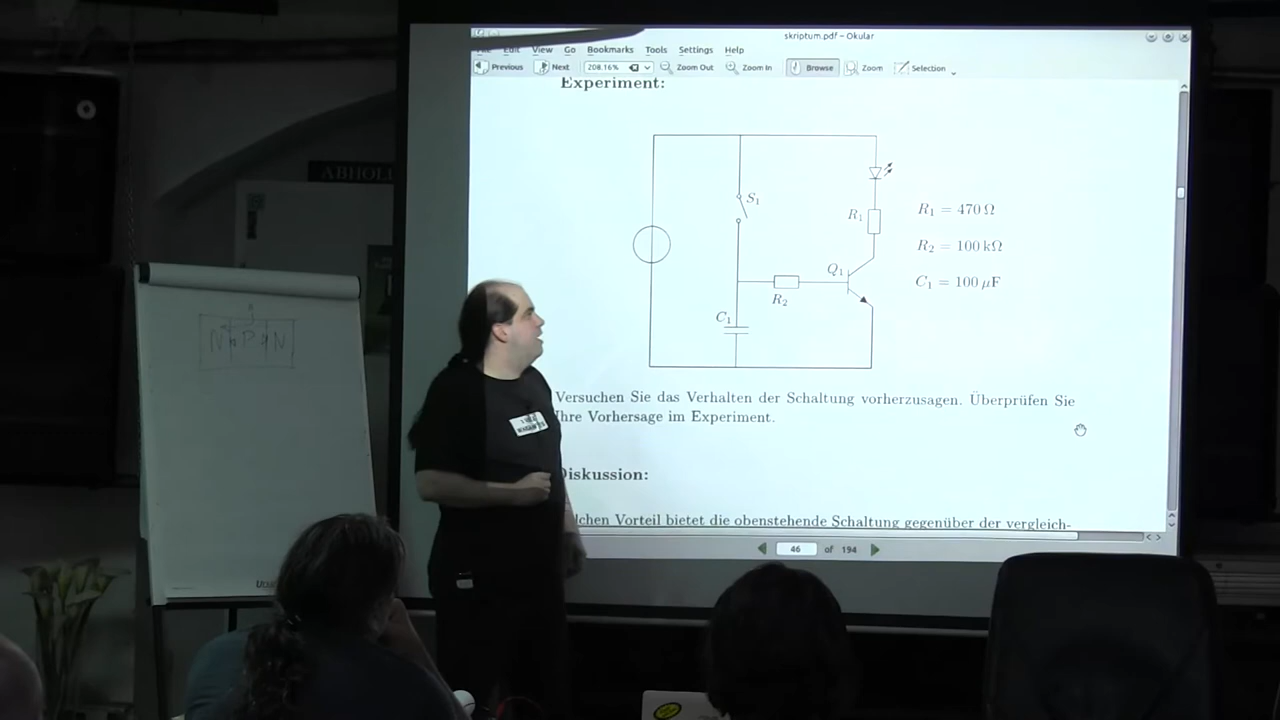 skriptum.pdf – Okular
Edit View Go Bookmarks Tools Settings Help
Previous Next 208.16% Zoom Out Zoom In Browse Zoom Selection
Experiment:
ABHOL
S1
R1
R1 = 470 Ω
R2 = 100 kΩ
Q1
C1 = 100 μF
R2
C1
N P N
Versuchen Sie das Verhalten der Schaltung vorherzusagen. Überprüfen Sie
Ihre Vorhersage im Experiment.
Diskussion:
lchen Vorteil bietet die obenstehende Schaltung gegenüber der vergleich-
46 of 194